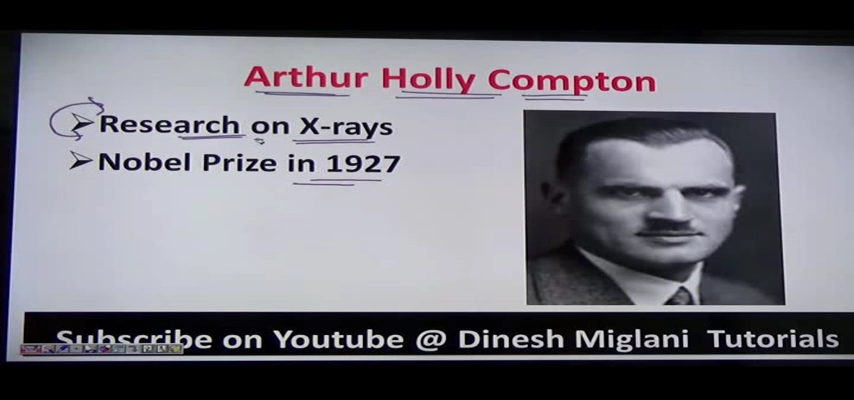 Arthur Holly Compton
➢Research on X-rays
➢Nobel Prize in 1927
Subscribe on Youtube @ Dinesh Miglani Tutorials